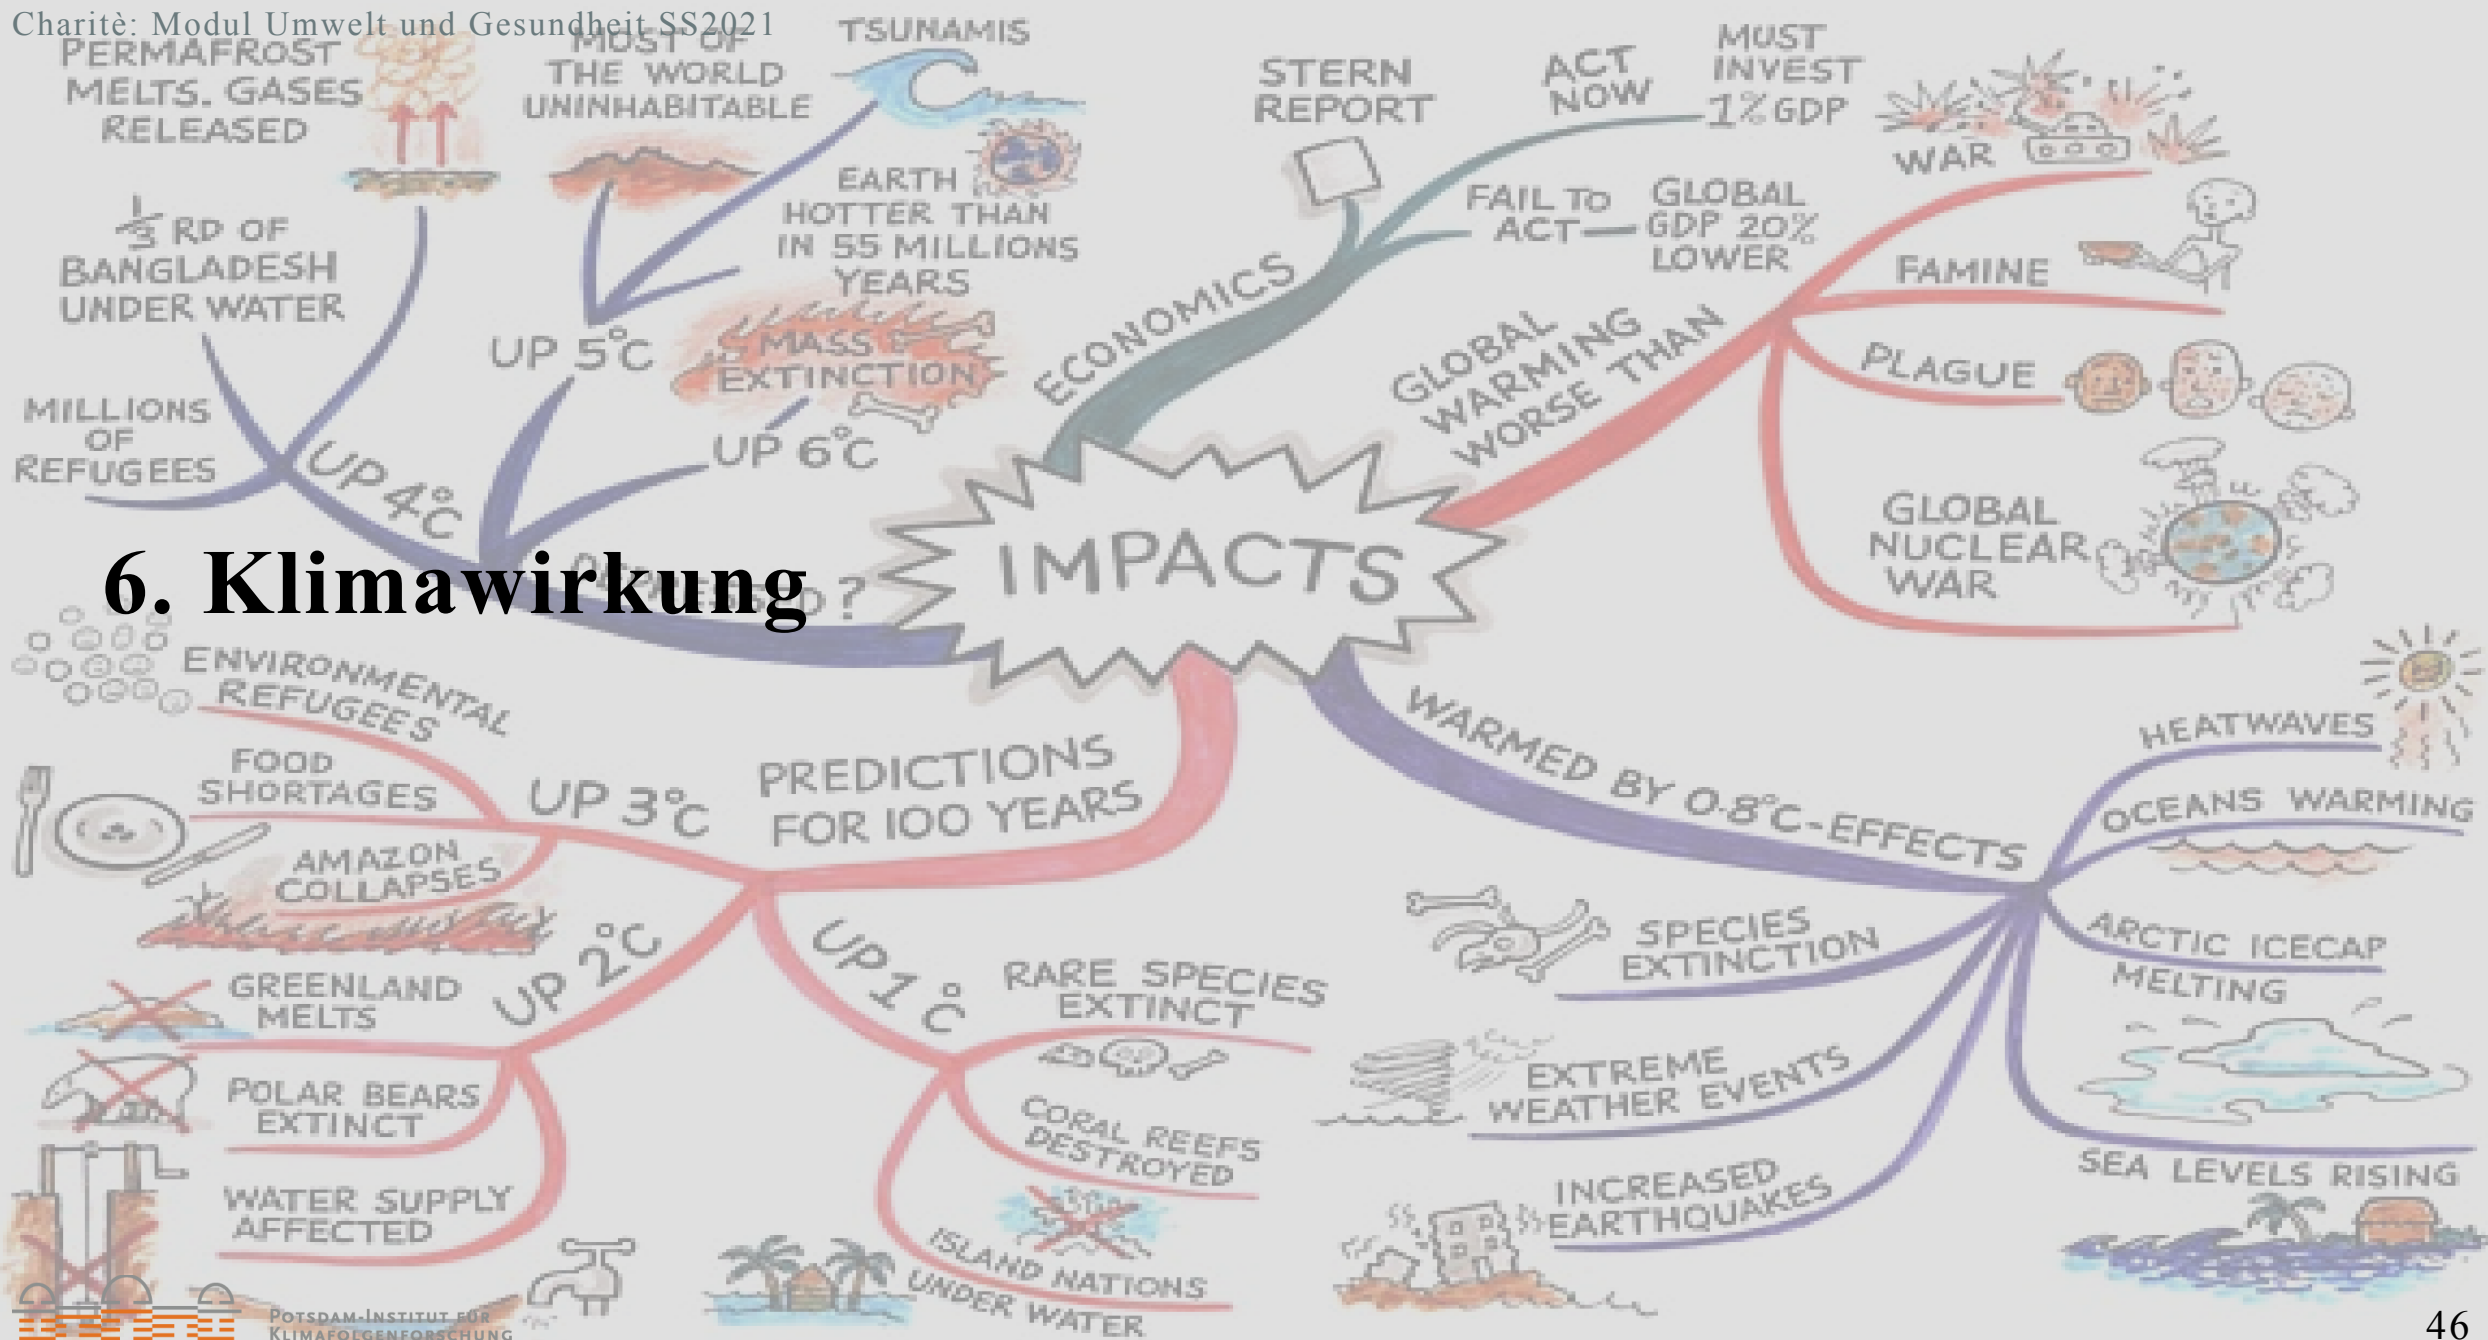 Charitè: Modul Umwelt und Gesundheit SS2021
PERMAFROST
MELTS. GASES
RELEASED
MOST OF
THE WORLD
UNINHABITABLE
TSUNAMIS
EARTH
HOTTER THAN
IN 55 MILLIONS
YEARS
1/3 RD OF
BANGLADESH
UNDER WATER
MILLIONS
OF
REFUGEES
UP 4°C
UP 5°C
MASS
EXTINCTION
UP 6°C
STERN
REPORT
ACT
NOW
MUST
INVEST
1% GDP
FAIL TO
ACT
GLOBAL
GDP 20%
LOWER
ECONOMICS
GLOBAL
WARMING
WORSE THAN
WAR
FAMINE
PLAGUE
GLOBAL
NUCLEAR
WAR
IMPACTS
6. Klimawirkung
?
ENVIRONMENTAL
REFUGEES
FOOD
SHORTAGES
AMAZON
COLLAPSES
UP 3°C
PREDICTIONS
FOR 100 YEARS
UP 2°C
GREENLAND
MELTS
POLAR BEARS
EXTINCT
WATER SUPPLY
AFFECTED
UP 1°C
RARE SPECIES
EXTINCT
CORAL REEFS
DESTROYED
ISLAND NATIONS
UNDER WATER
WARMED BY 0.8°C-EFFECTS
HEATWAVES
OCEANS WARMING
ARCTIC ICECAP
MELTING
SEA LEVELS RISING
SPECIES
EXTINCTION
EXTREME
WEATHER EVENTS
INCREASED
EARTHQUAKES
POTSDAM-INSTITUT FÜR
KLIMAFOLGENFORSCHUNG
46